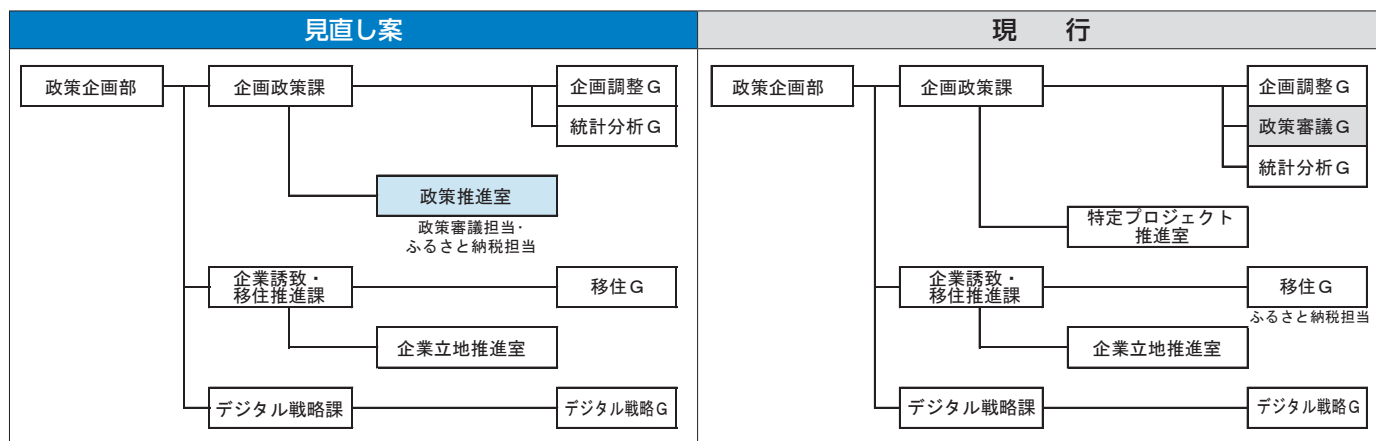 見直し案
政策企画部
企画政策課
企画調整G
統計分析G
政策推進室
政策審議担当・
ふるさと納税担当
企業誘致・
移住推進課
移住G
企業立地推進室
デジタル戦略課
デジタル戦略G
現　行
政策企画部
企画政策課
企画調整G
政策審議G
統計分析G
特定プロジェクト
推進室
企業誘致・
移住推進課
移住G
ふるさと納税担当
企業立地推進室
デジタル戦略課
デジタル戦略G